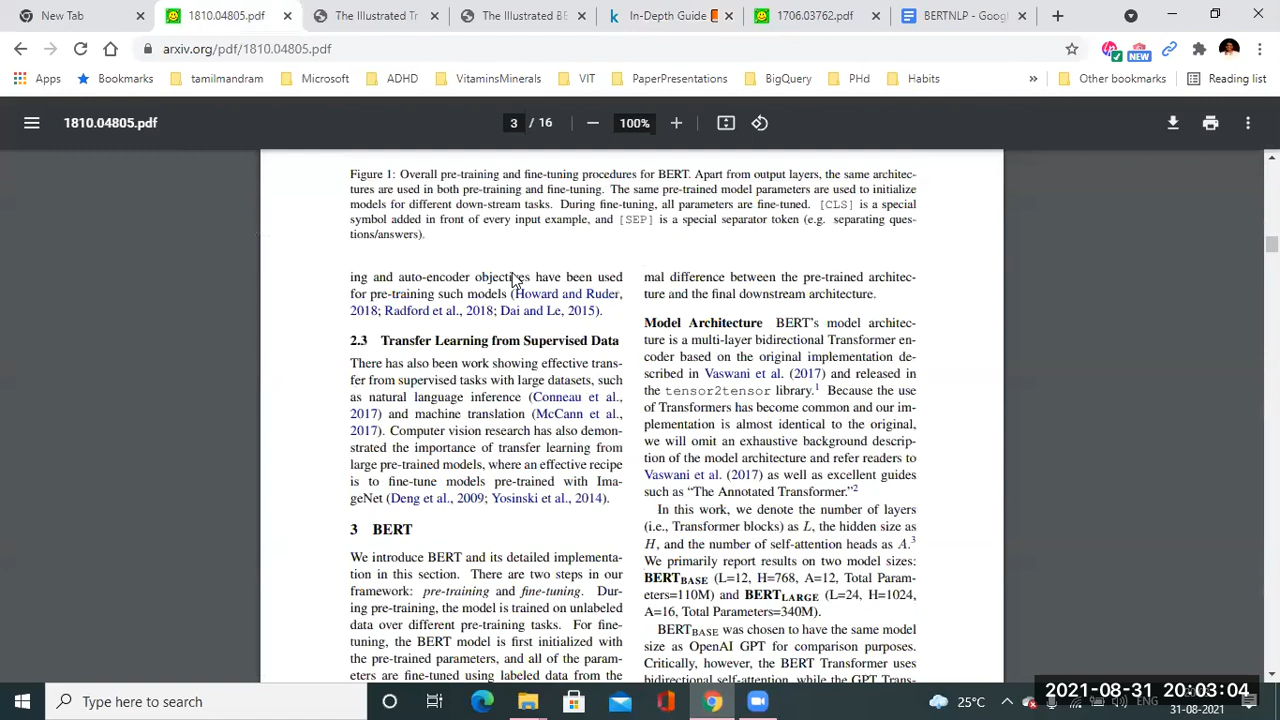 New Tab
1810.04805.pdf
The Illustrated Tr
The Illustrated BE
In-Depth Guide
1706.03762.pdf
BERTNLP - Goog
arxiv.org/pdf/1810.04805.pdf
NEW
Apps
Bookmarks
tamilmandram
Microsoft
ADHD
VitaminsMinerals
VIT
PaperPresentations
BigQuery
PHd
Habits
»
Other bookmarks
Reading list
1810.04805.pdf
3 / 16
100%
Figure 1: Overall pre-training and fine-tuning procedures for BERT. Apart from output layers, the same architec-
tures are used in both pre-training and fine-tuning. The same pre-trained model parameters are used to initialize
models for different down-stream tasks. During fine-tuning, all parameters are fine-tuned. [CLS] is a special
symbol added in front of every input example, and [SEP] is a special separator token (e.g. separating ques-
tions/answers).
ing and auto-encoder objectives have been used
for pre-training such models (Howard and Ruder,
2018; Radford et al., 2018; Dai and Le, 2015).
2.3 Transfer Learning from Supervised Data
There has also been work showing effective trans-
fer from supervised tasks with large datasets, such
as natural language inference (Conneau et al.,
2017) and machine translation (McCann et al.,
2017). Computer vision research has also demon-
strated the importance of transfer learning from
large pre-trained models, where an effective recipe
is to fine-tune models pre-trained with Ima-
geNet (Deng et al., 2009; Yosinski et al., 2014).
3 BERT
We introduce BERT and its detailed implementa-
tion in this section. There are two steps in our
framework: pre-training and fine-tuning. Dur-
ing pre-training, the model is trained on unlabeled
data over different pre-training tasks. For fine-
tuning, the BERT model is first initialized with
the pre-trained parameters, and all of the param-
eters are fine-tuned using labeled data from the
mal difference between the pre-trained architec-
ture and the final downstream architecture.
Model Architecture BERT's model architec-
ture is a multi-layer bidirectional Transformer en-
coder based on the original implementation de-
scribed in Vaswani et al. (2017) and released in
the tensor2tensor library.1 Because the use
of Transformers has become common and our im-
plementation is almost identical to the original,
we will omit an exhaustive background descrip-
tion of the model architecture and refer readers to
Vaswani et al. (2017) as well as excellent guides
such as “The Annotated Transformer.”2
In this work, we denote the number of layers
(i.e., Transformer blocks) as L, the hidden size as
H, and the number of self-attention heads as A.3
We primarily report results on two model sizes:
BERTBASE (L=12, H=768, A=12, Total Param-
eters=110M) and BERTLARGE (L=24, H=1024,
A=16, Total Parameters=340M).
BERTBASE was chosen to have the same model
size as OpenAI GPT for comparison purposes.
Critically, however, the BERT Transformer uses
bidirectional self-attention, while the GPT Trans-
Type here to search
25°C
ENG
2021-08-31 20:03:04
31-08-2021